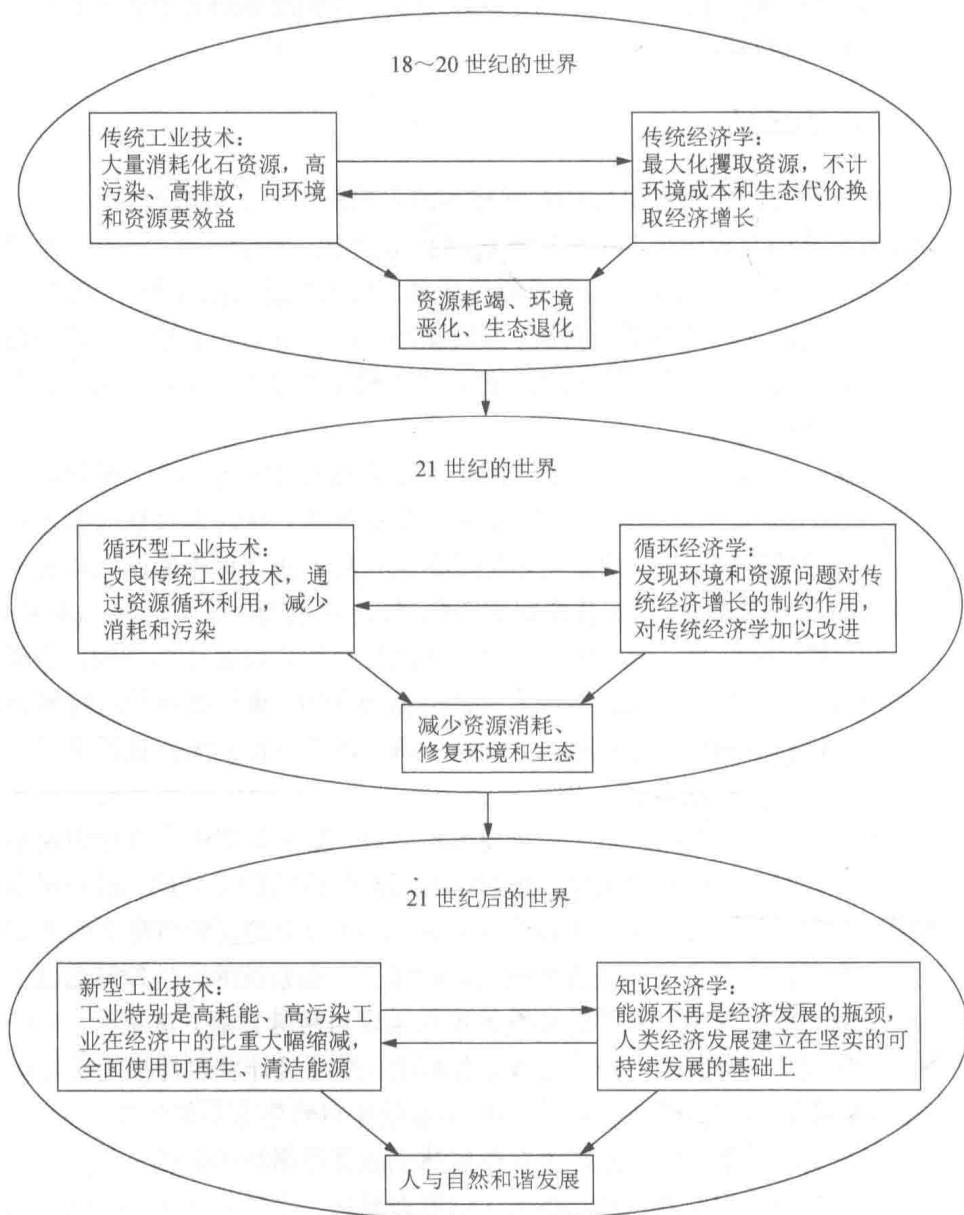 18～20 世纪的世界
传统工业技术：
大量消耗化石资源，高
污染、高排放，向环境
和资源要效益
传统经济学：
最大化攫取资源，不计
环境成本和生态代价换
取经济增长
资源耗竭、环境
恶化、生态退化
21 世纪的世界
循环型工业技术：
改良传统工业技术，通
过资源循环利用，减少
消耗和污染
循环经济学：
发现环境和资源问题对传
统经济增长的制约作用，
对传统经济学加以改进
减少资源消耗、
修复环境和生态
21 世纪后的世界
新型工业技术：
工业特别是高耗能、高污染工
业在经济中的比重大幅缩减，
全面使用可再生、清洁能源
知识经济学：
能源不再是经济发展的瓶颈，
人类经济发展建立在坚实的可
持续发展的基础上
人与自然和谐发展